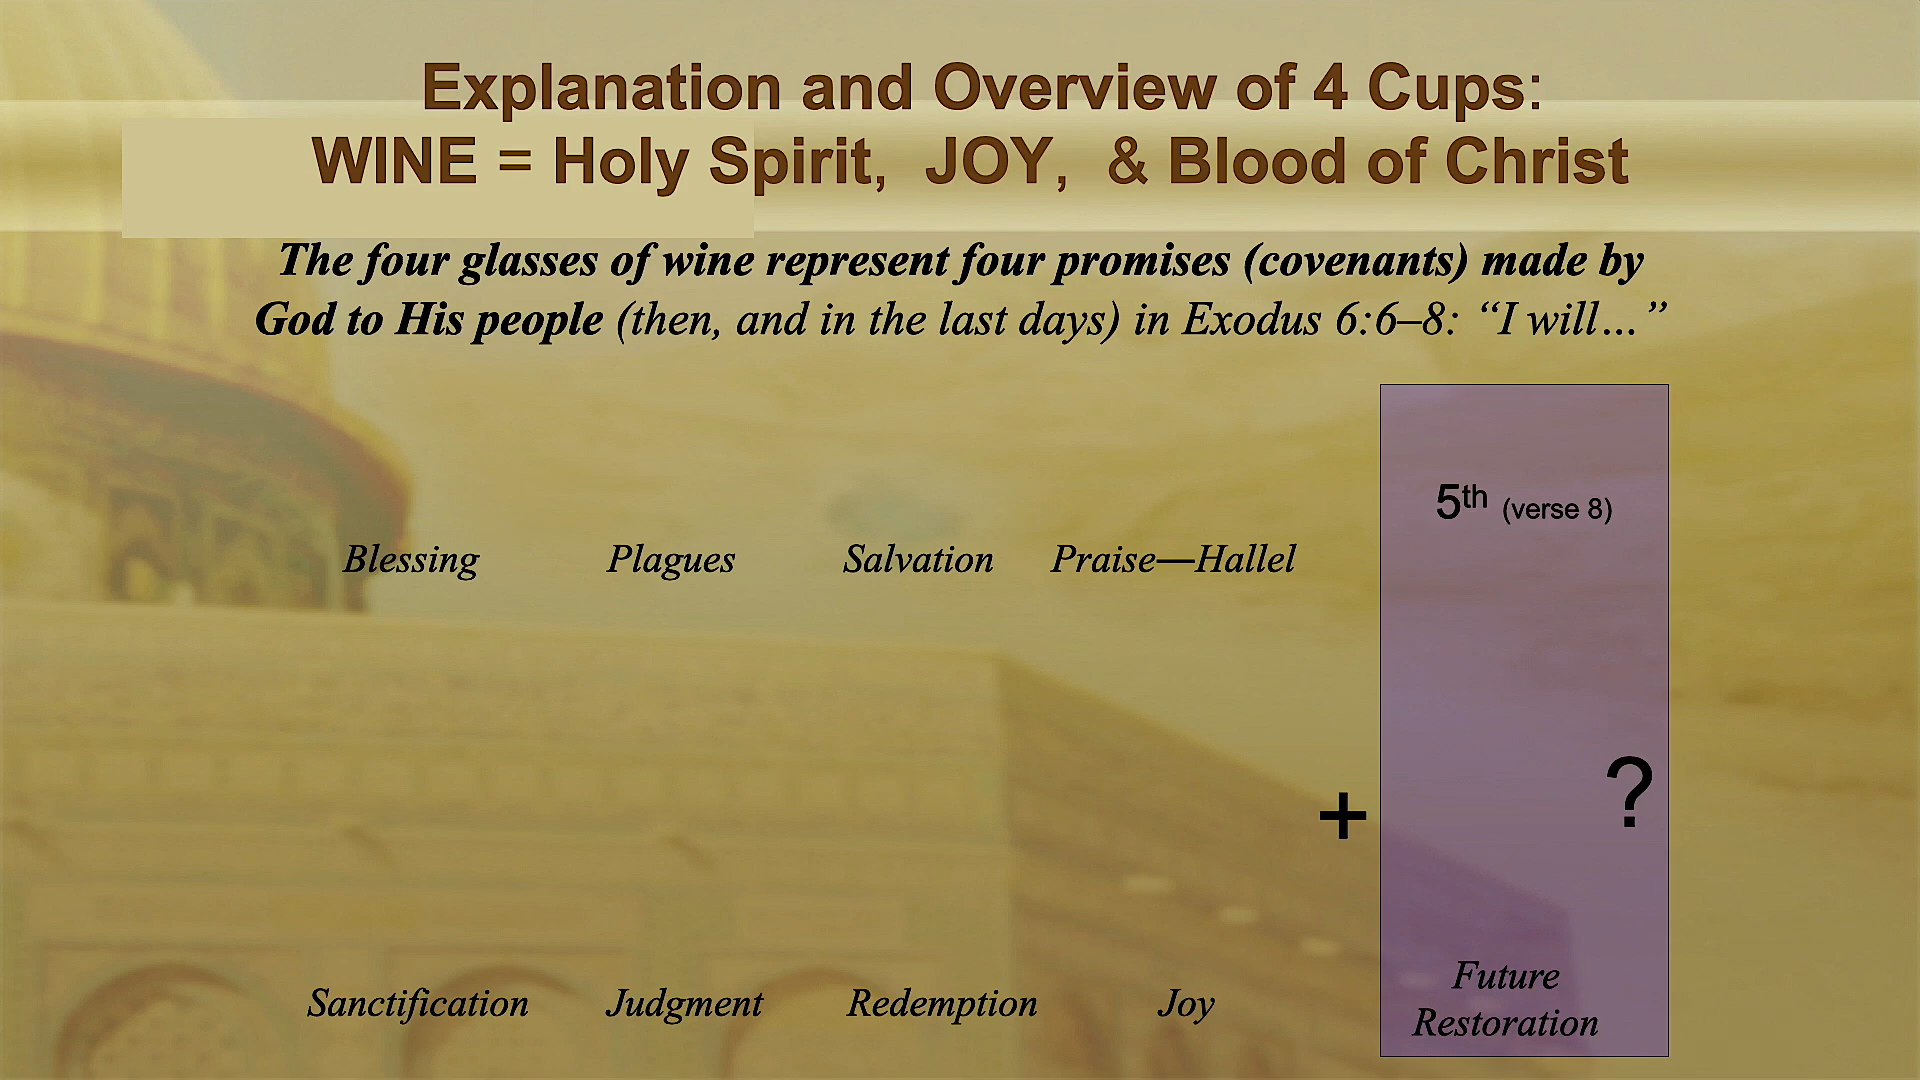 Explanation and Overview of 4 Cups:
WINE = Holy Spirit, JOY, & Blood of Christ
The four glasses of wine represent four promises (covenants) made by
God to His people (then, and in the last days) in Exodus 6:6–8: “I will…”
5th (verse 8)
Blessing Plagues Salvation Praise—Hallel
?
+
Sanctification Judgment Redemption Joy
Future
Restoration